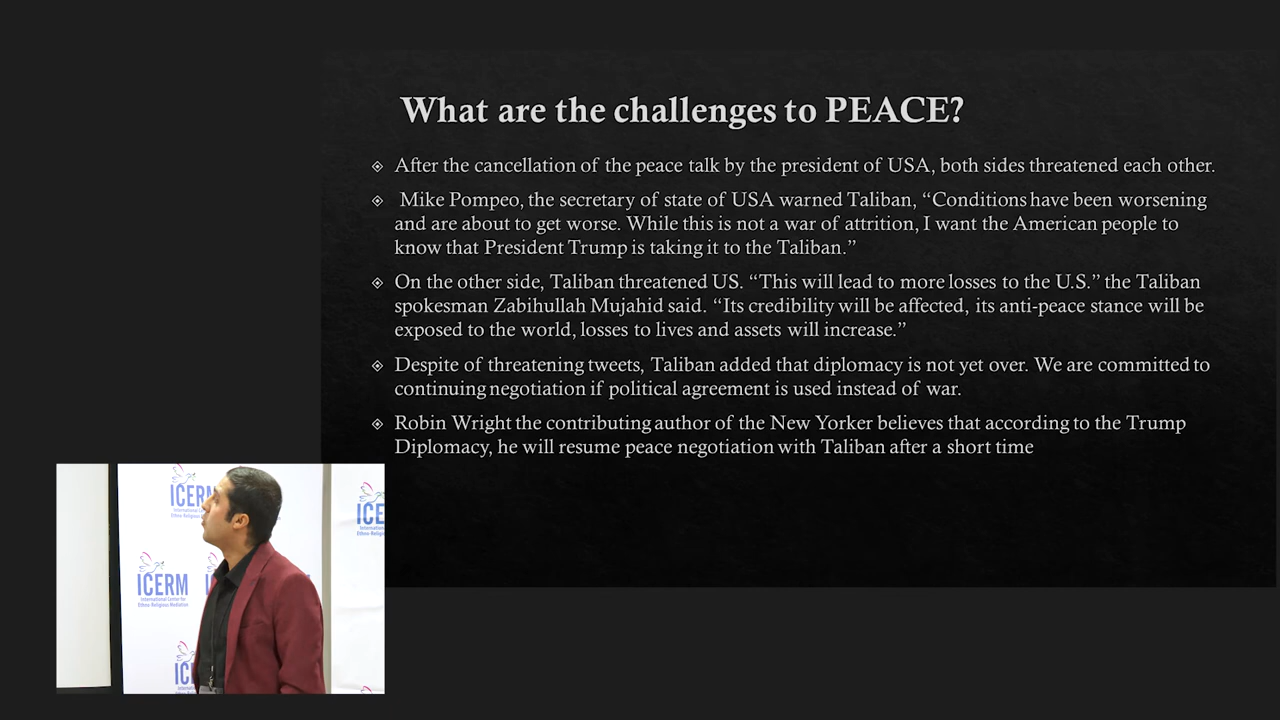 What are the challenges to PEACE?
After the cancellation of the peace talk by the president of USA, both sides threatened each other.
Mike Pompeo, the secretary of state of USA warned Taliban, “Conditions have been worsening
and are about to get worse. While this is not a war of attrition, I want the American people to
know that President Trump is taking it to the Taliban.”
On the other side, Taliban threatened US. “This will lead to more losses to the U.S.” the Taliban
spokesman Zabihullah Mujahid said. “Its credibility will be affected, its anti-peace stance will be
exposed to the world, losses to lives and assets will increase.”
Despite of threatening tweets, Taliban added that diplomacy is not yet over. We are committed to
continuing negotiation if political agreement is used instead of war.
Robin Wright the contributing author of the New Yorker believes that according to the Trump
Diplomacy, he will resume peace negotiation with Taliban after a short time
ICERM
International
Ethno-Relig
ICE
International
Ethno-Religi
ICERM
International Center for
Ethno-Religious Mediation
ICE